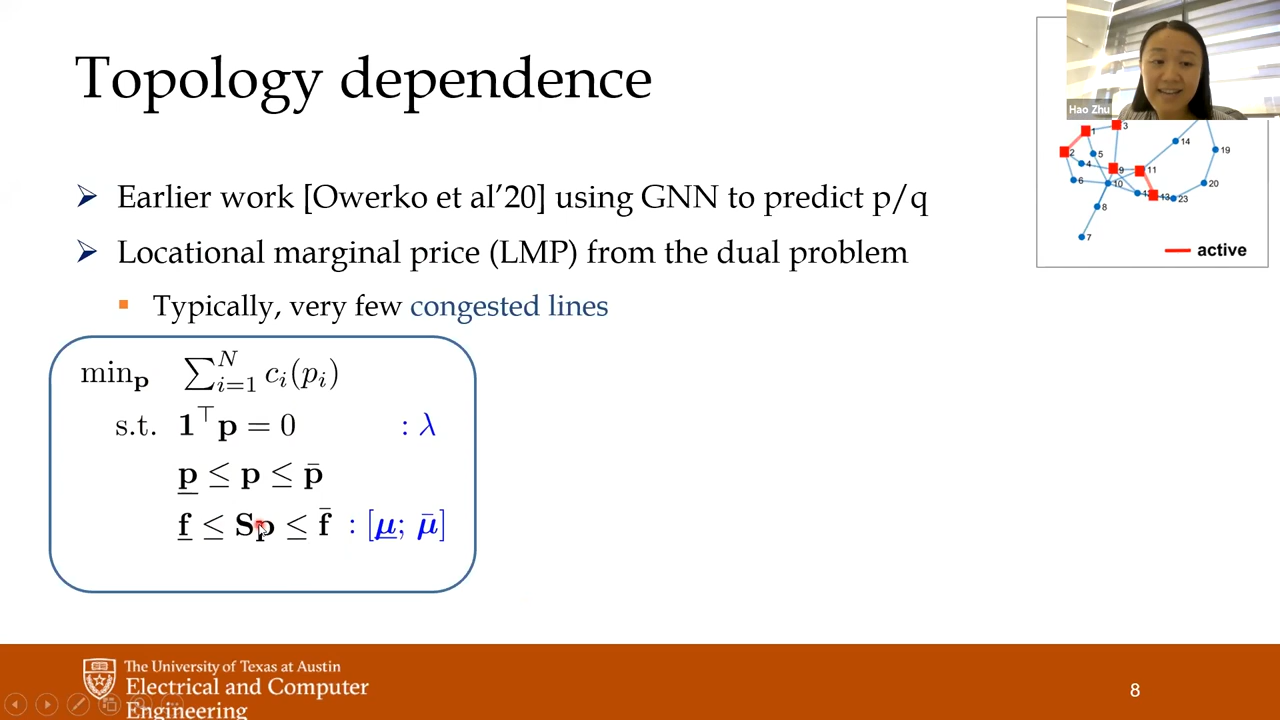 Topology dependence
Hao Zhu
➢ Earlier work [Owerko et al’20] using GNN to predict p/q
➢ Locational marginal price (LMP) from the dual problem
▪ Typically, very few congested lines
min_𝐩 ∑_{i=1}^{N} c_i(p_i)
s.t. 𝟏^⊤𝐩 = 0 : λ
𝐩̲ ≤ 𝐩 ≤ 𝐩̄
𝐟̲ ≤ 𝐒𝐩 ≤ 𝐟̄ : [𝝁̲; 𝝁̄]
1
3
2
4
5
6
9
10
11
14
19
20
13
23
8
7
active
The University of Texas at Austin
Electrical and Computer
Engineering
8